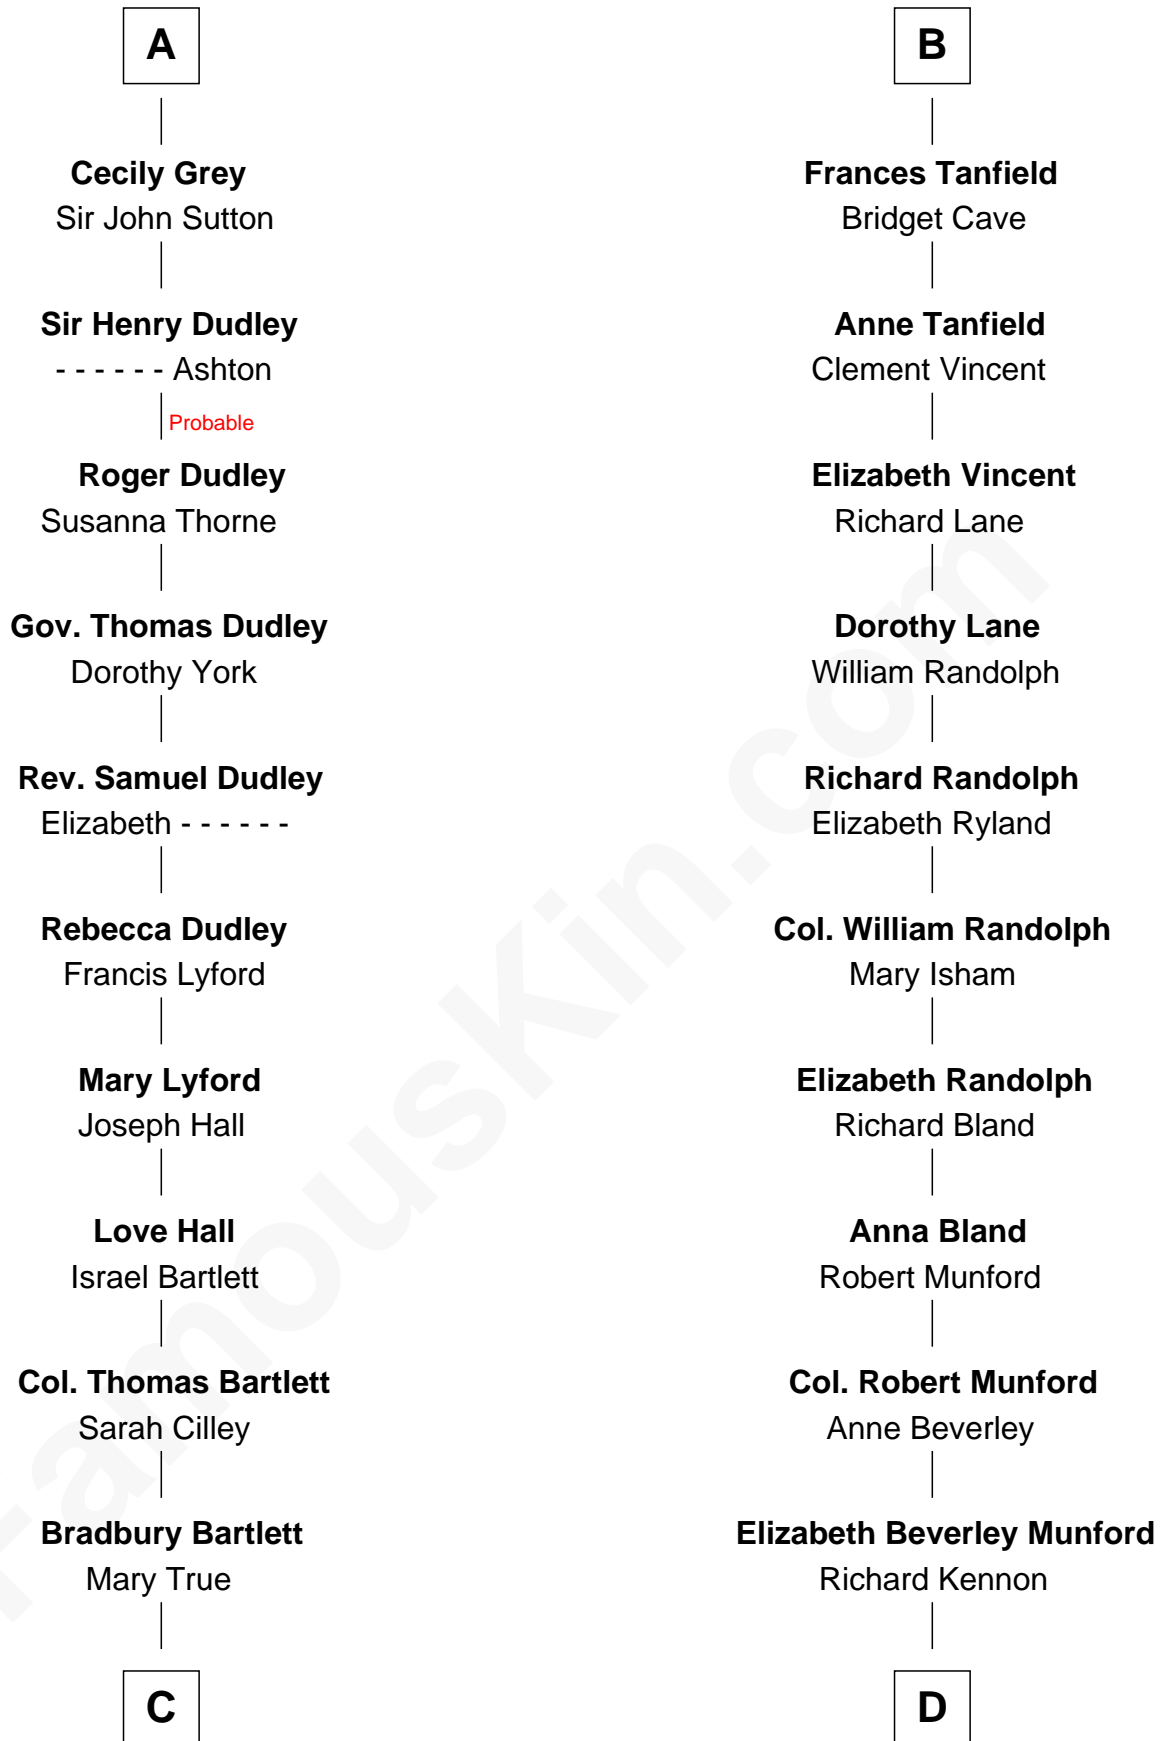 A
Cecily Grey
Sir John Sutton
Sir Henry Dudley
- - - - - - Ashton
Probable
Roger Dudley
Susanna Thorne
Gov. Thomas Dudley
Dorothy York
Rev. Samuel Dudley
Elizabeth - - - - - -
Rebecca Dudley
Francis Lyford
Mary Lyford
Joseph Hall
Love Hall
Israel Bartlett
Col. Thomas Bartlett
Sarah Cilley
Bradbury Bartlett
Mary True
C
B
Frances Tanfield
Bridget Cave
Anne Tanfield
Clement Vincent
Elizabeth Vincent
Richard Lane
Dorothy Lane
William Randolph
Richard Randolph
Elizabeth Ryland
Col. William Randolph
Mary Isham
Elizabeth Randolph
Richard Bland
Anna Bland
Robert Munford
Col. Robert Munford
Anne Beverley
Elizabeth Beverley Munford
Richard Kennon
D
FamousKin.com